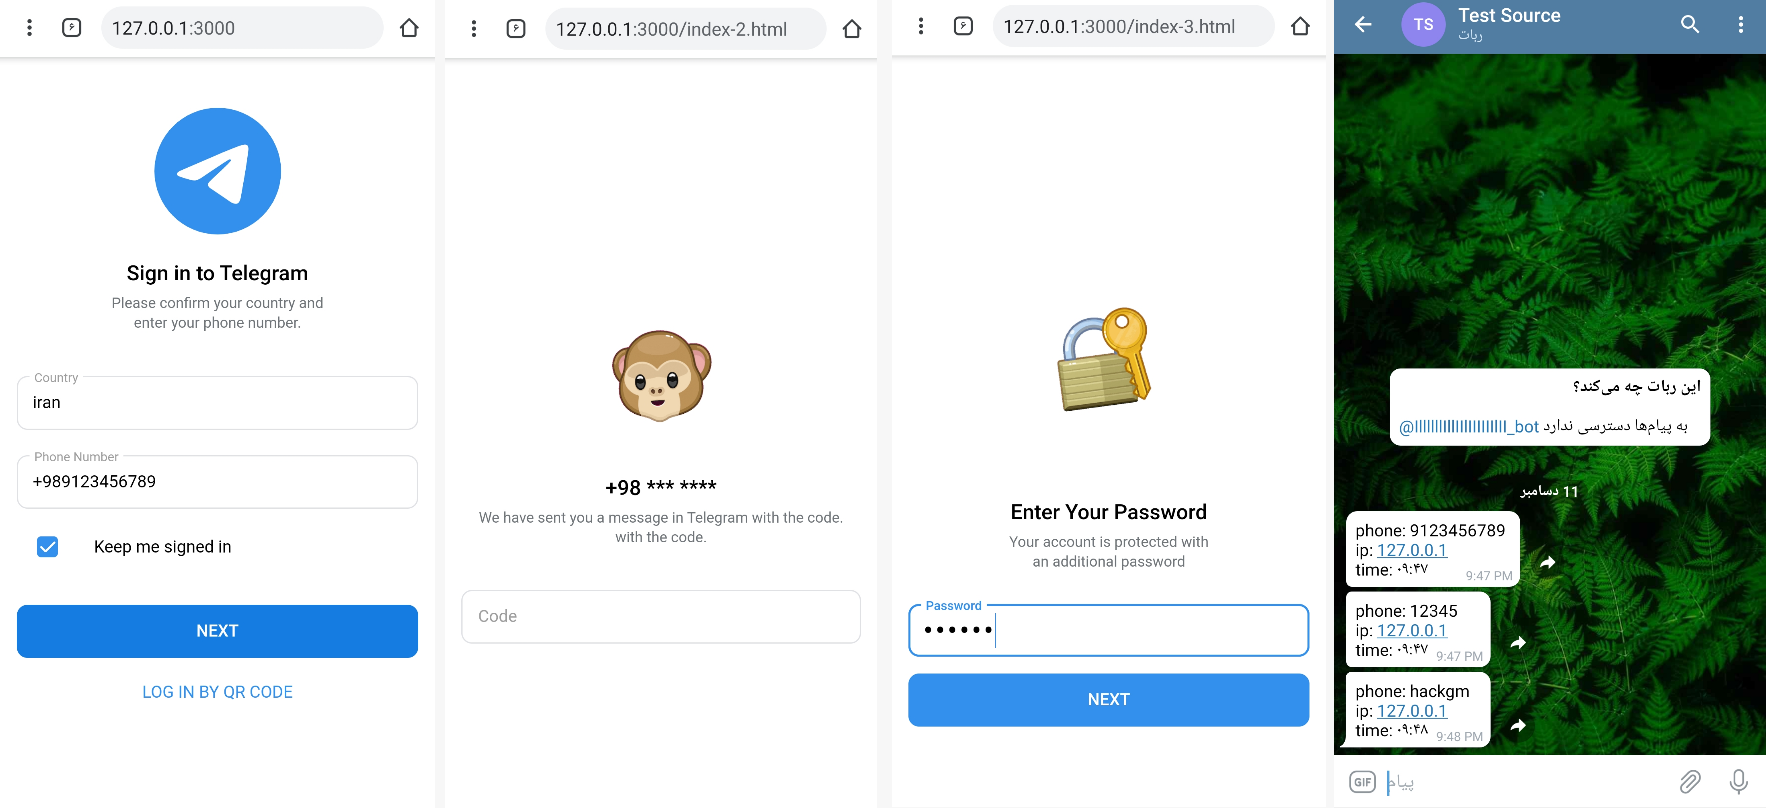 127.0.0.1:3000
Sign in to Telegram
Please confirm your country and
enter your phone number.
Country
iran
Phone Number
+989123456789
Keep me signed in
NEXT
LOG IN BY QR CODE
127.0.0.1:3000/index-2.html
+98 *** ****
We have sent you a message in Telegram with the code.
with the code.
Code
127.0.0.1:3000/index-3.html
Enter Your Password
Your account is protected with
an additional password
Password
NEXT
TS
Test Source
ربات
این ربات چه می‌کند؟
به پیام‌ها دسترسی ندارد
11 دسامبر
phone: 9123456789
ip: 127.0.0.1
time: ۰۹:۴۷ 9:47 PM
phone: 12345
ip: 127.0.0.1
time: ۰۹:۴۷ 9:47 PM
phone: hackgm
ip: 127.0.0.1
time: ۰۹:۴۸ 9:48 PM
GIF
پیام